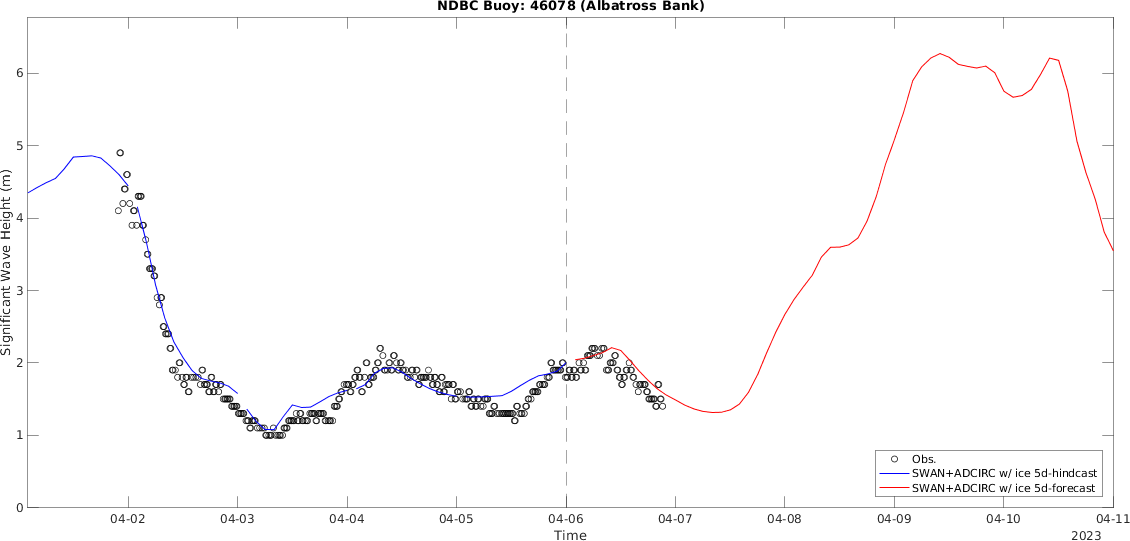 NDBC Buoy: 46078 (Albatross Bank)
Significant Wave Height (m)
6
5
4
3
2
1
0
Obs.
SWAN+ADCIRC w/ ice 5d-hindcast
SWAN+ADCIRC w/ ice 5d-forecast
04-02 04-03 04-04 04-05 04-06 04-07 04-08 04-09 04-10 04-11
Time 2023